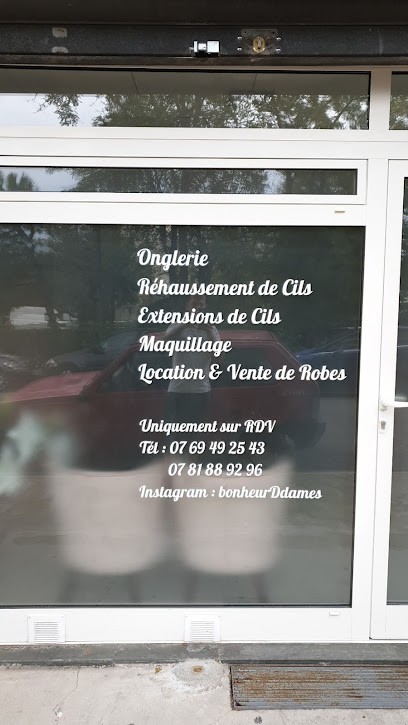 Onglerie
Réhaussement de Cils
Extensions de Cils
Maquillage
Location & Vente de Robes
Uniquement sur RDV
Tél : 07 69 49 25 43
07 81 88 92 96
Instagram : bonheurDdames